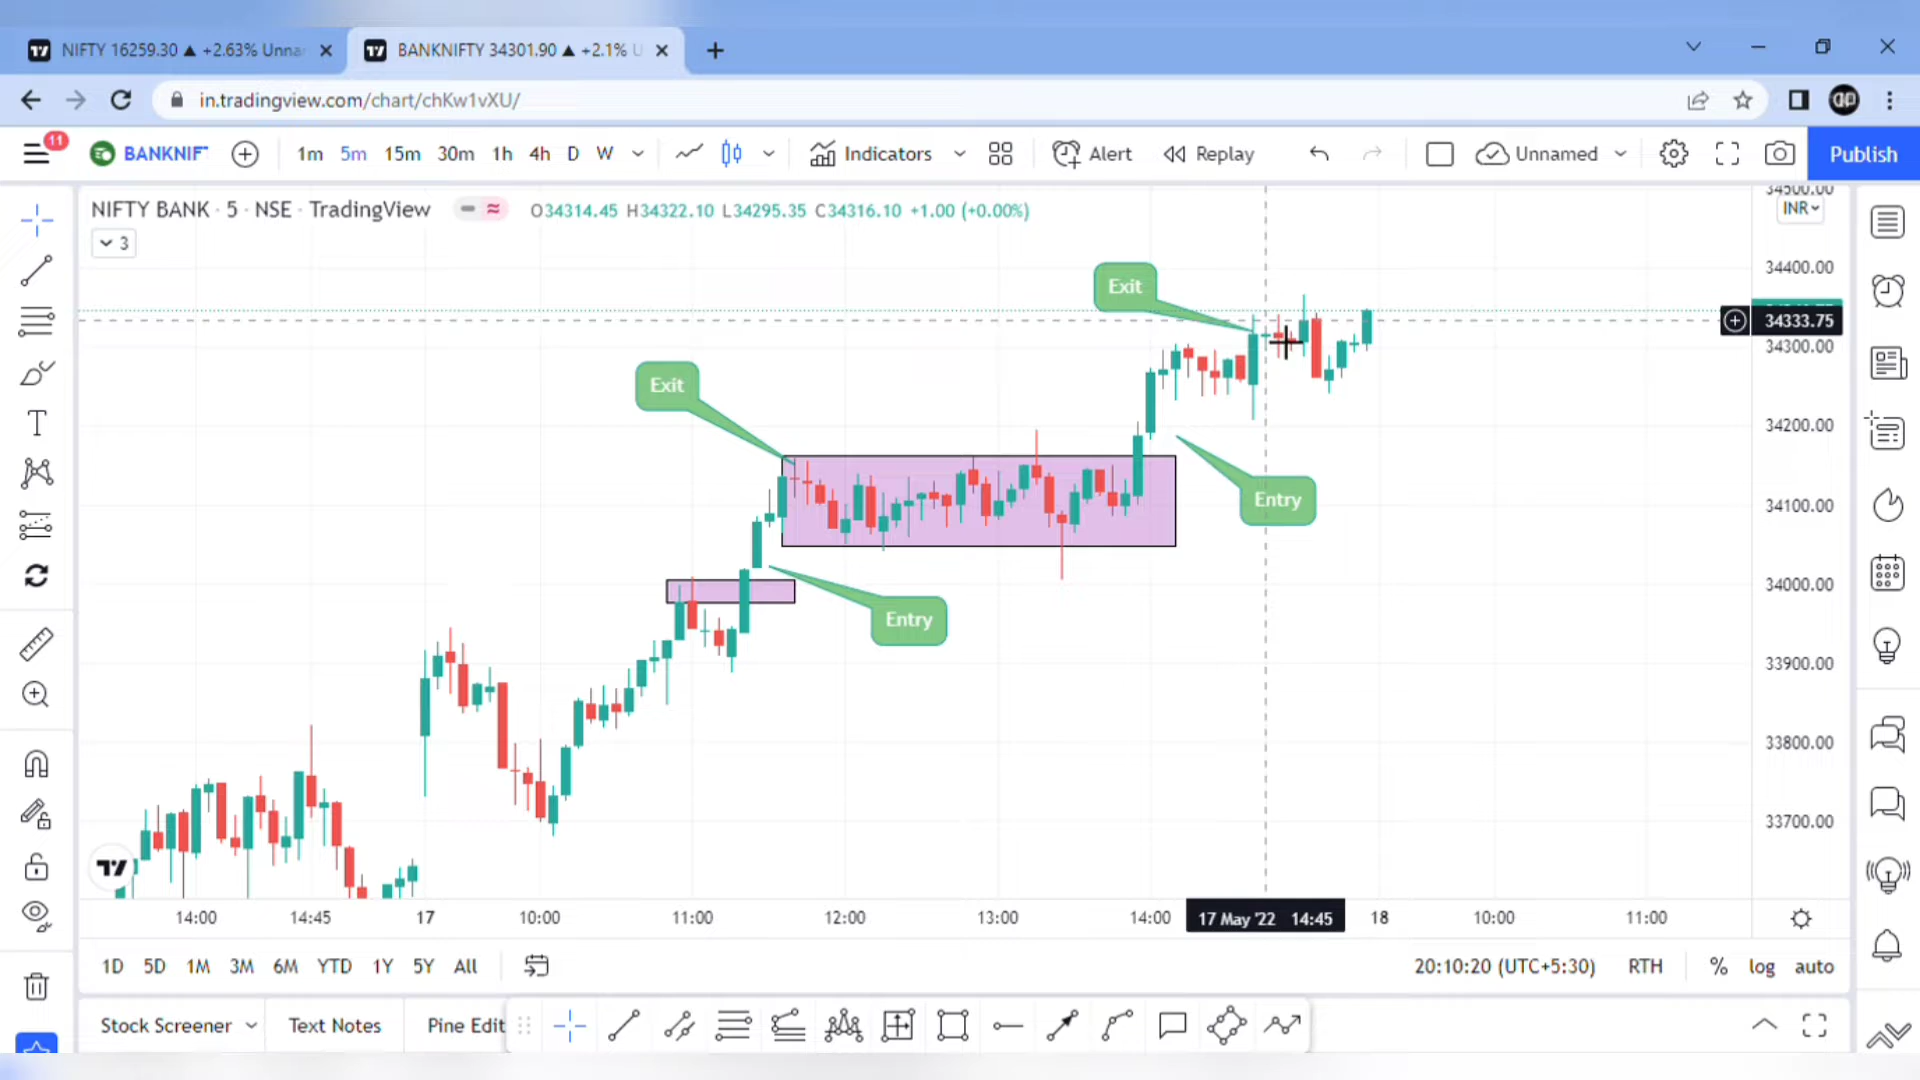 NIFTY 16259.30 ▲ +2.63% Unna
BANKNIFTY 34301.90 ▲ +2.1% U
in.tradingview.com/chart/chKw1vXU/
11
BANKNIF
1m 5m 15m 30m 1h 4h D W
Indicators
Alert
Replay
Unnamed
Publish
NIFTY BANK · 5 · NSE · TradingView
O34314.45 H34322.10 L34295.35 C34316.10 +1.00 (+0.00%)
3
34500.00
INR
34400.00
34333.75
34300.00
34200.00
34100.00
34000.00
33900.00
33800.00
33700.00
Exit
Exit
Entry
Entry
14:00 14:45 17 10:00 11:00 12:00 13:00 14:00 17 May '22 14:45 18 10:00 11:00
1D 5D 1M 3M 6M YTD 1Y 5Y All
20:10:20 (UTC+5:30) RTH % log auto
Stock Screener Text Notes Pine Edit